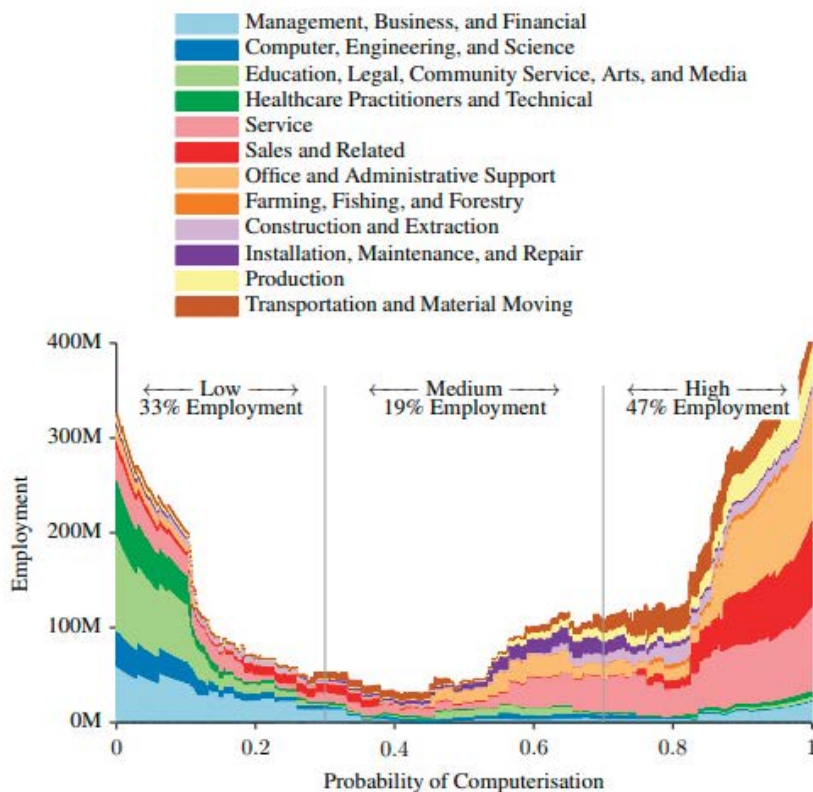 Management, Business, and Financial
Computer, Engineering, and Science
Education, Legal, Community Service, Arts, and Media
Healthcare Practitioners and Technical
Service
Sales and Related
Office and Administrative Support
Farming, Fishing, and Forestry
Construction and Extraction
Installation, Maintenance, and Repair
Production
Transportation and Material Moving
400M
←— Low —→ ←— Medium —→ ←— High —→
33% Employment 19% Employment 47% Employment
300M
200M
100M
0M
Employment
0 0.2 0.4 0.6 0.8 1
Probability of Computerisation